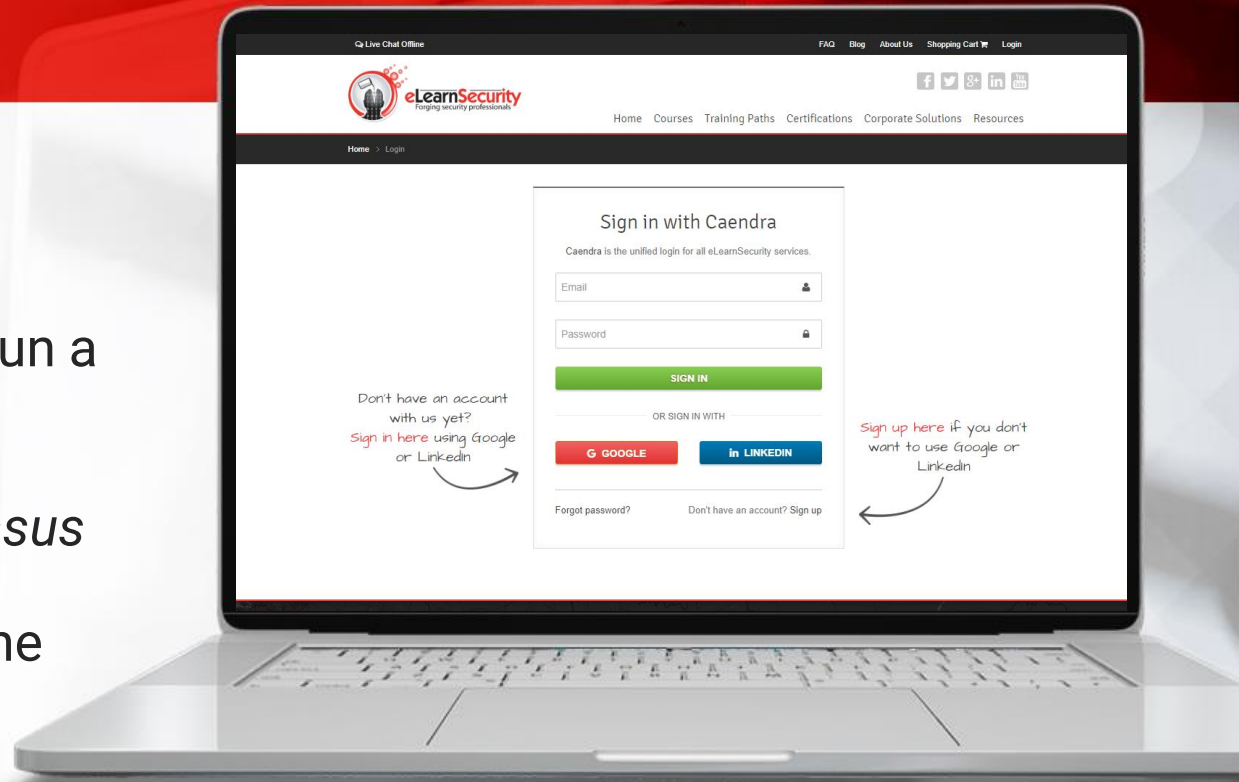 un a
sus
ne
Live Chat Offline
FAQ Blog About Us Shopping Cart Login
eLearnSecurity
Forging security professionals
f g+ in You Tube
Home Courses Training Paths Certifications Corporate Solutions Resources
Home > Login
Sign in with Caendra
Caendra is the unified login for all eLearnSecurity services.
Email
Password
SIGN IN
OR SIGN IN WITH
G GOOGLE
in LINKEDIN
Forgot password?
Don't have an account? Sign up
Don't have an account
with us yet?
Sign in here using Google
or LinkedIn
Sign up here if you don't
want to use Google or
LinkedIn